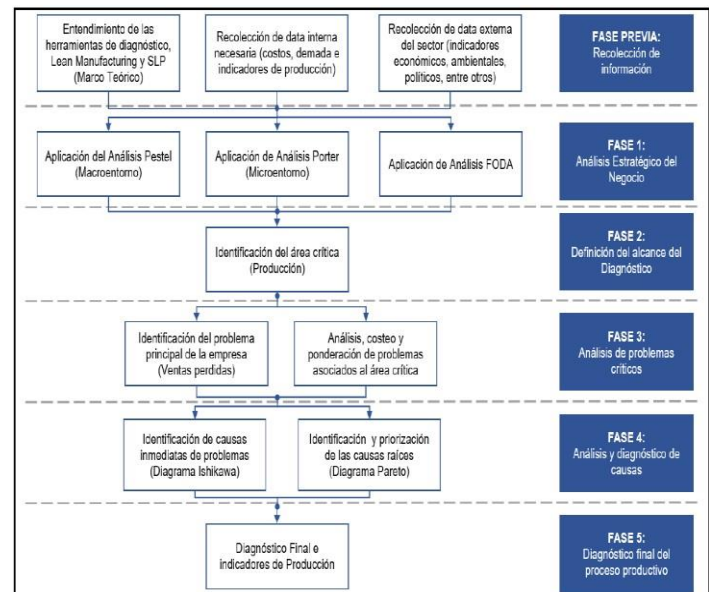 Entendimiento de las
herramientas de diagnóstico,
Lean Manufacturing y SLP
(Marco Teórico)
Recolección de data interna
necesaria (costos, demada e
indicadores de producción)
Recolección de data externa
del sector (indicadores
económicos, ambientales,
políticos, entre otros)
FASE PREVIA:
Recolección de
información
Aplicación del Análisis Pestel
(Macroentorno)
Aplicación de Análisis Porter
(Microentorno)
Aplicación de Análisis FODA
FASE 1:
Análisis Estratégico del
Negocio
Identificación del área crítica
(Producción)
FASE 2:
Definición del alcance del
Diagnóstico
Identificación del problema
principal de la empresa
(Ventas perdidas)
Análisis, costeo y
ponderación de problemas
asociados al área crítica
FASE 3:
Análisis de problemas
críticos
Identificación de causas
inmediatas de problemas
(Diagrama Ishikawa)
Identificación y priorización
de las causas raíces
(Diagrama Pareto)
FASE 4:
Análisis y diagnóstico de
causas
Diagnóstico Final e
indicadores de Producción
FASE 5:
Diagnóstico final del
proceso productivo